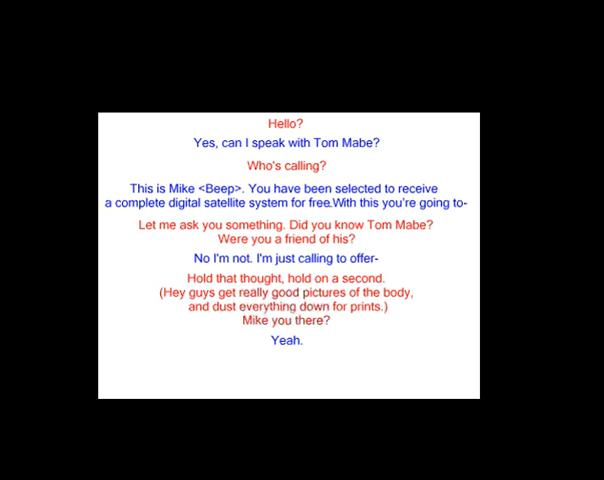 Hello?
Yes, can I speak with Tom Mabe?
Who's calling?
This is Mike <Beep>. You have been selected to receive
a complete digital satellite system for free.With this you're going to-
Let me ask you something. Did you know Tom Mabe?
Were you a friend of his?
No I'm not. I'm just calling to offer-
Hold that thought, hold on a second.
(Hey guys get really good pictures of the body,
and dust everything down for prints.)
Mike you there?
Yeah.